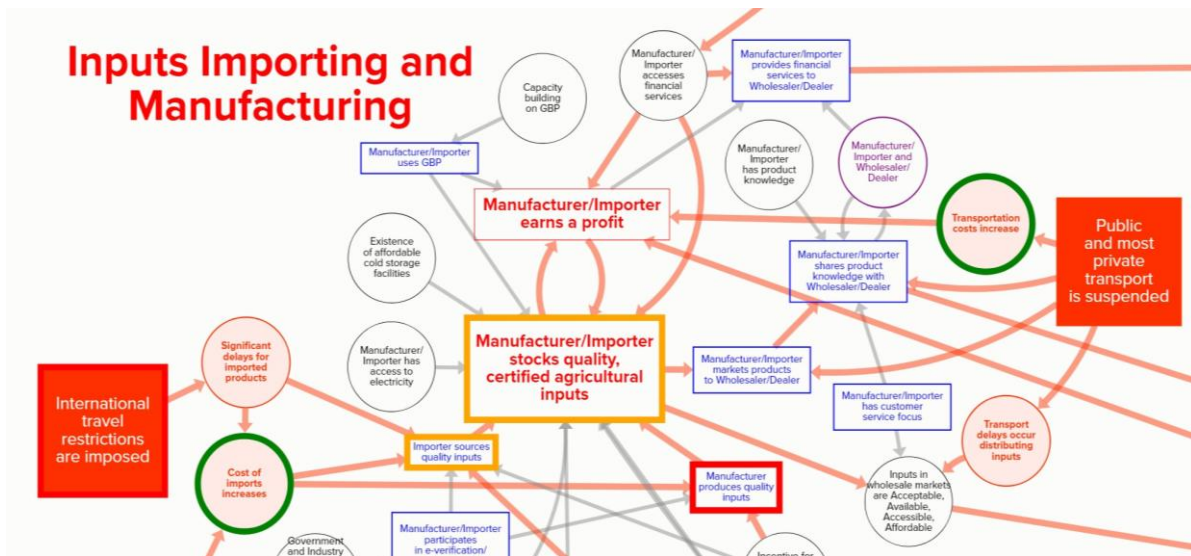 Inputs Importing and
Manufacturing
Capacity
building
on GBP
Manufacturer/
Importer
accesses
financial
services
Manufacturer/Importer
provides financial
services to
Wholesaler/Dealer
Manufacturer/Importer
uses GBP
Manufacturer/
Importer
has product
knowledge
Manufacturer/
Importer and
Wholesaler/
Dealer
Manufacturer/Importer
earns a profit
Transportation
costs increase
Public
and most
private
transport
is suspended
Existence
of affordable
cold storage
facilities
Manufacturer/Importer
shares product
knowledge with
Wholesaler/Dealer
Manufacturer/Importer
stocks quality,
certified agricultural
inputs
Significant
delays for
imported
products
Manufacturer/
Importer has
access to
electricity
Manufacturer/Importer
markets products
to Wholesaler/Dealer
International
travel
restrictions
are imposed
Manufacturer/Importer
has customer
service focus
Transport
delays occur
distributing
inputs
Importer sources
quality inputs
Cost of
imports
increases
Manufacturer
produces quality
inputs
Inputs in
wholesale markets
are Acceptable,
Available,
Accessible,
Affordable
Government
and Industry
Manufacturer/Importer
participates
in e-verification/
Incentive for